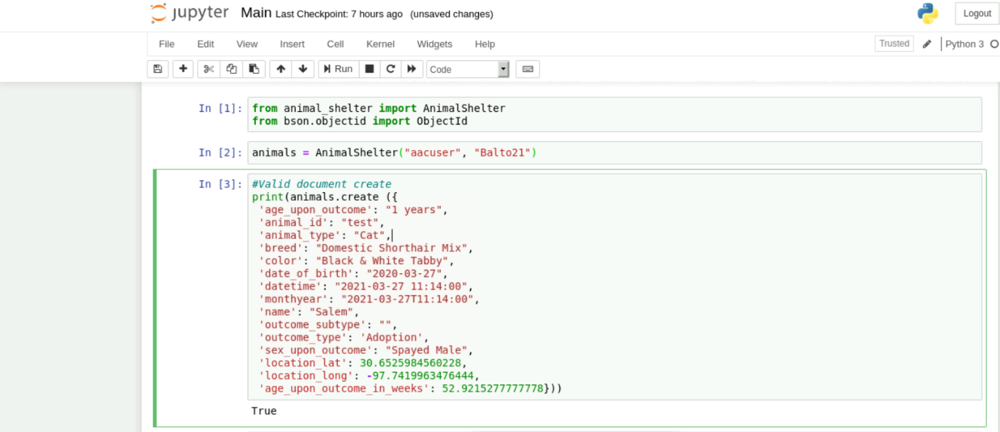 jupyter Main Last Checkpoint: 7 hours ago (unsaved changes) Logout
File Edit View Insert Cell Kernel Widgets Help Trusted Python 3
Run Code
In [1]: from animal_shelter import AnimalShelter
from bson.objectid import ObjectId
In [2]: animals = AnimalShelter("aacuser", "Balto21")
In [3]: #Valid document create
print(animals.create ({
'age_upon_outcome': "1 years",
'animal_id': "test",
'animal_type': "Cat",
'breed': "Domestic Shorthair Mix",
'color': "Black & White Tabby",
'date_of_birth': "2020-03-27",
'datetime': "2021-03-27 11:14:00",
'monthyear': "2021-03-27T11:14:00",
'name': "Salem",
'outcome_subtype': "",
'outcome_type': 'Adoption',
'sex_upon_outcome': "Spayed Male",
'location_lat': 30.6525984560228,
'location_long': -97.7419963476444,
'age_upon_outcome_in_weeks': 52.9215277777778}))
True